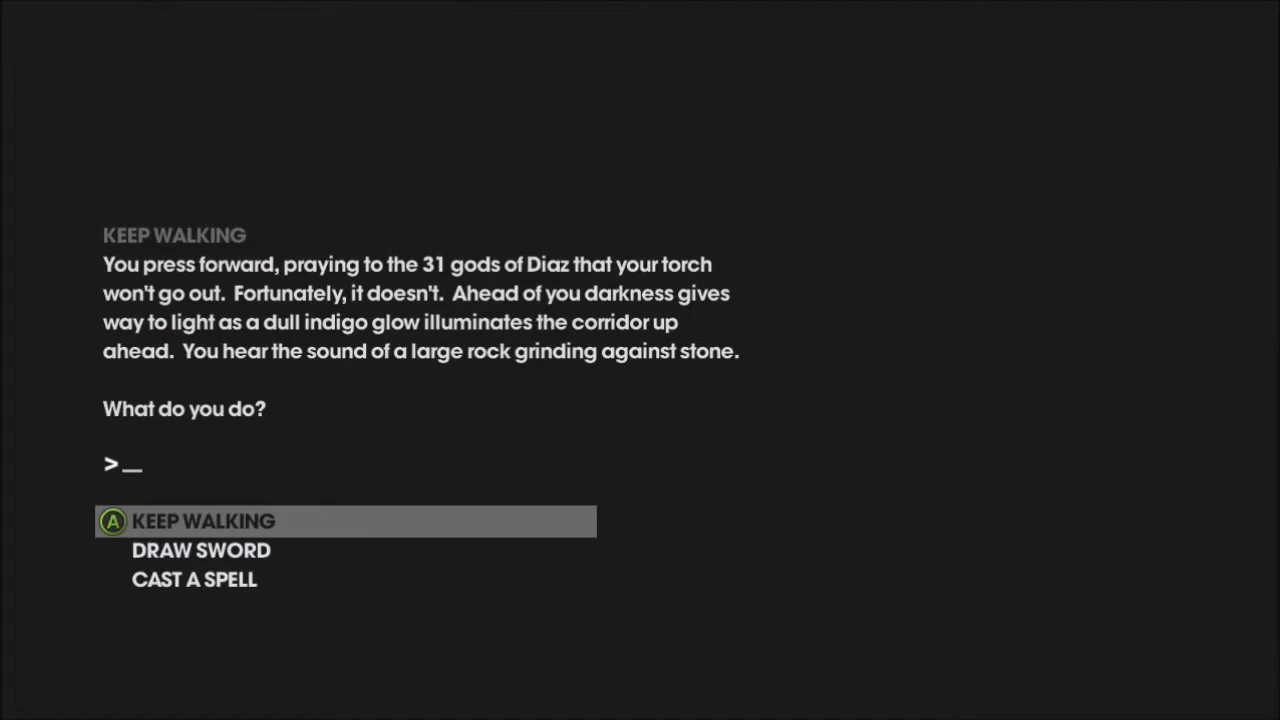 KEEP WALKING
You press forward, praying to the 31 gods of Diaz that your torch
won't go out.  Fortunately, it doesn't.  Ahead of you darkness gives
way to light as a dull indigo glow illuminates the corridor up
ahead.  You hear the sound of a large rock grinding against stone.
What do you do?
>__
A KEEP WALKING
DRAW SWORD
CAST A SPELL